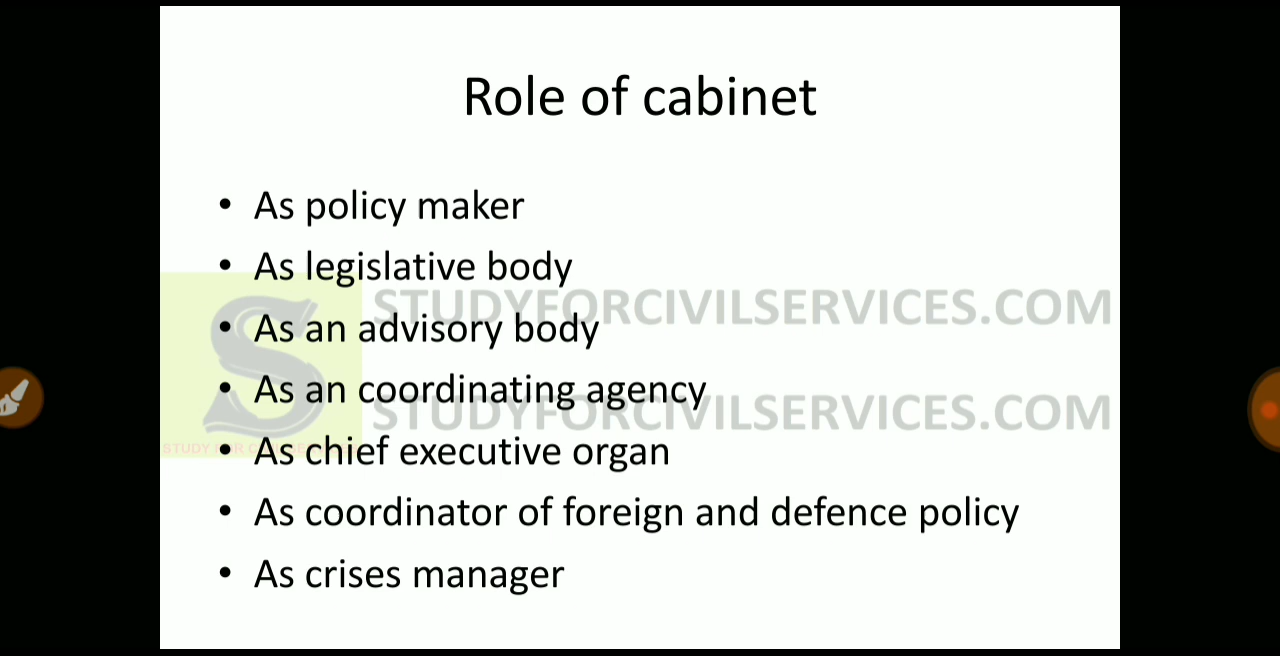 Role of cabinet
• As policy maker
• As legislative body
STUDYFORCIVILSERVICES.COM
• As an advisory body
• As an coordinating agency
STUDYFORCIVILSERVICES.COM
• As chief executive organ
• As coordinator of foreign and defence policy
• As crises manager